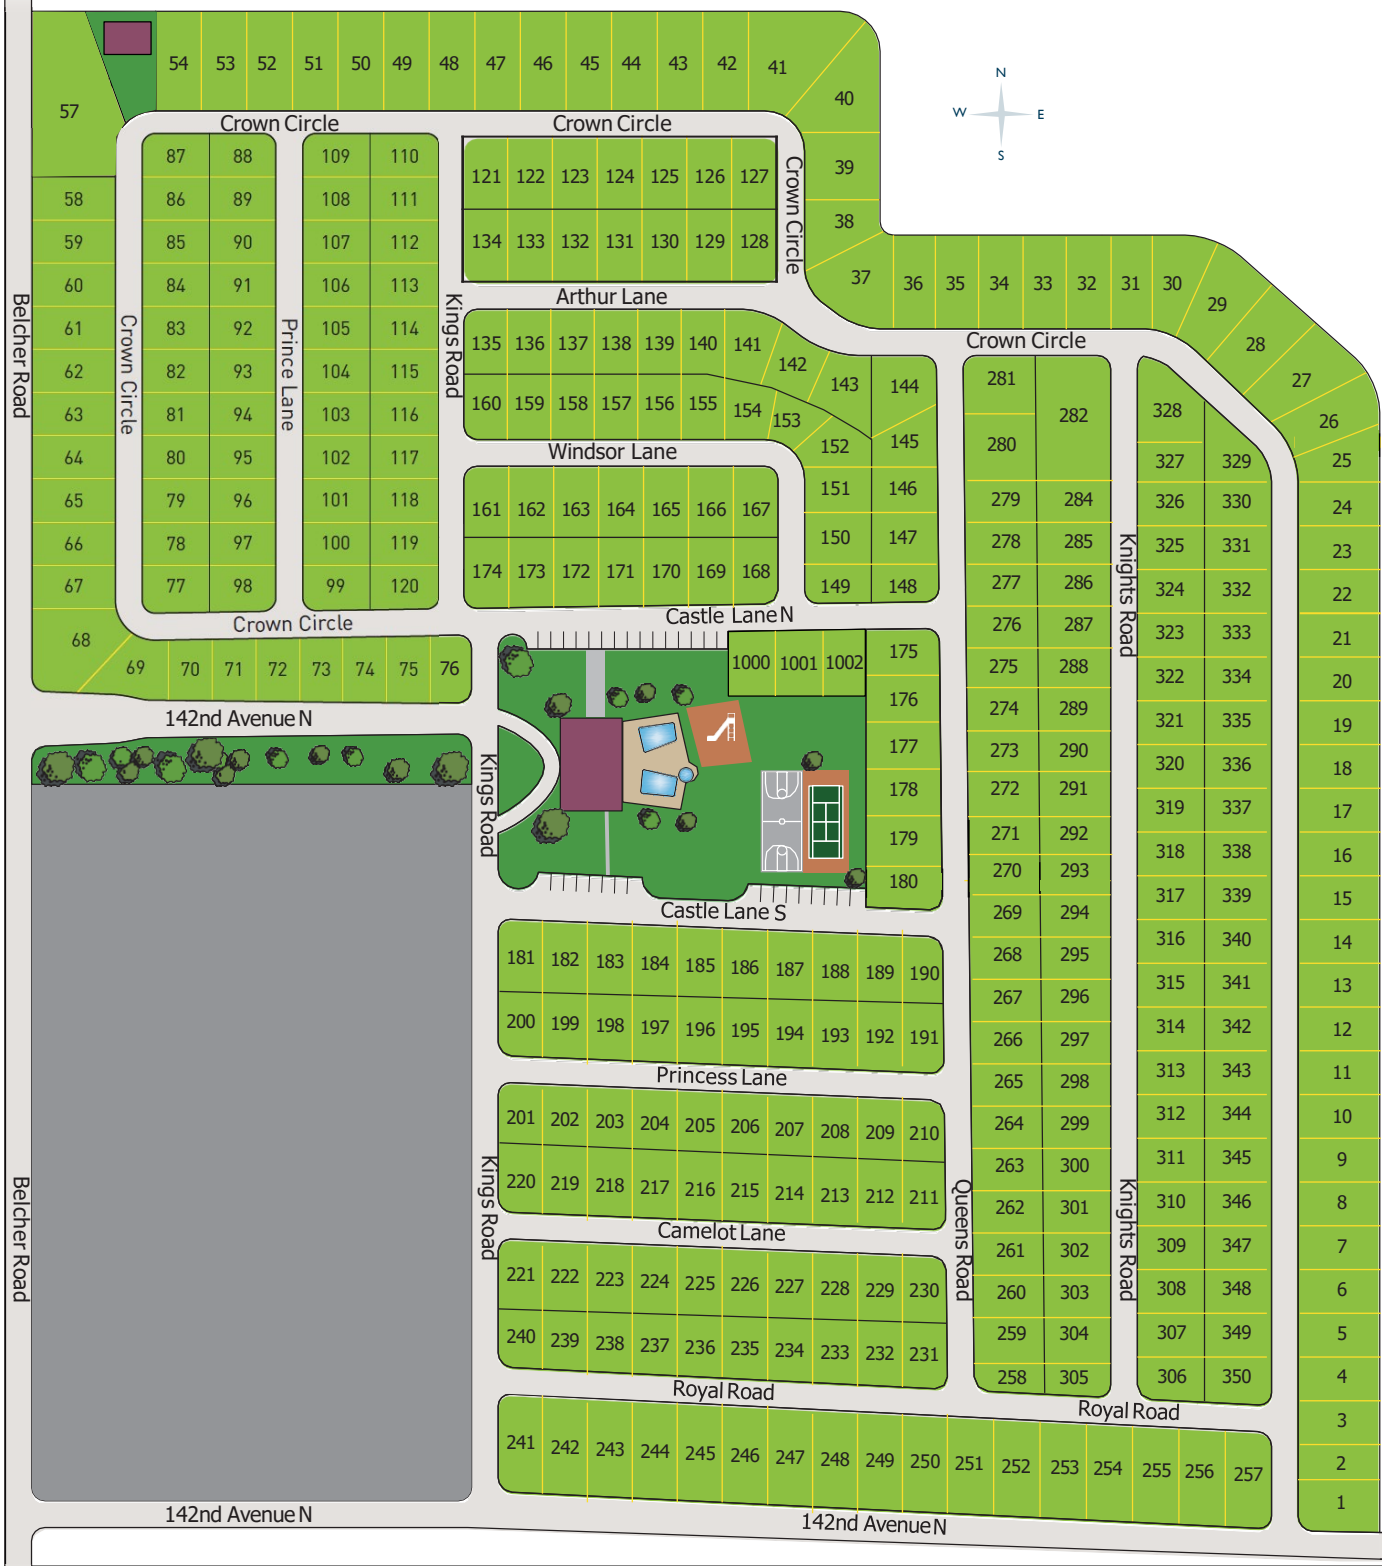 N
W E
S
54 53 52 51 50 49 48 47 46 45 44 43 42 41
40
57
Crown Circle Crown Circle
39
38
37 36 35 34 33 32 31 30
29
28
27
26
25
24
23
22
21
20
19
18
17
16
15
14
13
12
11
10
9
8
7
6
5
4
3
2
1
58
59
60
61
62
63
64
65
66
67
68
69 70 71 72 73 74 75 76
Belcher Road
Crown Circle
87 88
86 89
85 90
84 91
83 92
82 93
81 94
80 95
79 96
78 97
77 98
Prince Lane
109 110
108 111
107 112
106 113
105 114
104 115
103 116
102 117
101 118
100 119
99 120
Crown Circle
142nd Avenue N
Kings Road
121 122 123 124 125 126 127
134 133 132 131 130 129 128
Crown Circle
Arthur Lane
135 136 137 138 139 140 141 142 143 144
160 159 158 157 156 155 154 153 152 145
Windsor Lane
151 146
150 147
149 148
161 162 163 164 165 166 167
174 173 172 171 170 169 168
Castle Lane N
1000 1001 1002
175
176
177
178
179
180
Kings Road
Castle Lane S
181 182 183 184 185 186 187 188 189 190
200 199 198 197 196 195 194 193 192 191
Princess Lane
201 202 203 204 205 206 207 208 209 210
220 219 218 217 216 215 214 213 212 211
Kings Road
Camelot Lane
221 222 223 224 225 226 227 228 229 230
240 239 238 237 236 235 234 233 232 231
Royal Road
241 242 243 244 245 246 247 248 249 250 251 252 253 254 255 256 257
Crown Circle
281
282
280
279 284
278 285
277 286
276 287
275 288
274 289
273 290
272 291
271 292
270 293
269 294
268 295
267 296
266 297
265 298
264 299
263 300
262 301
261 302
260 303
259 304
258 305
Queens Road
Knights Road
Knights Road
328
327 329
326 330
325 331
324 332
323 333
322 334
321 335
320 336
319 337
318 338
317 339
316 340
315 341
314 342
313 343
312 344
311 345
310 346
309 347
308 348
307 349
306 350
Royal Road
Belcher Road
142nd Avenue N
142nd Avenue N